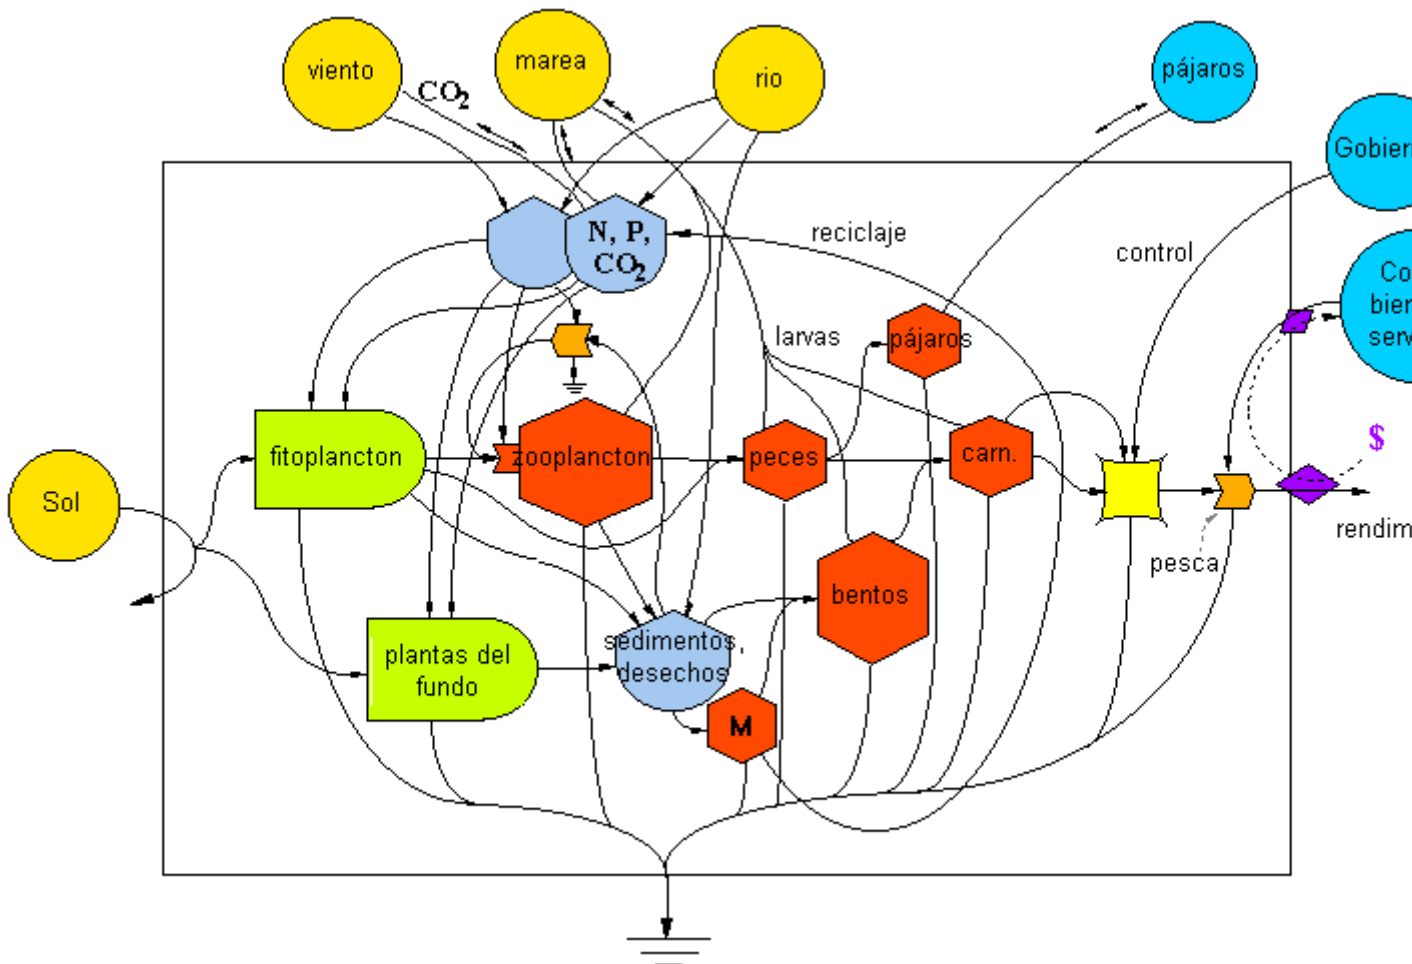 viento
marea
rio
pájaros
CO₂
Gobier
N, P,
CO₂
reciclaje
control
Co
bien
serv
larvas
pájaros
fitoplancton
zooplancton
peces
carn.
$
Sol
rendim
pesca
bentos
plantas del
fundo
sedimentos,
desechos
M